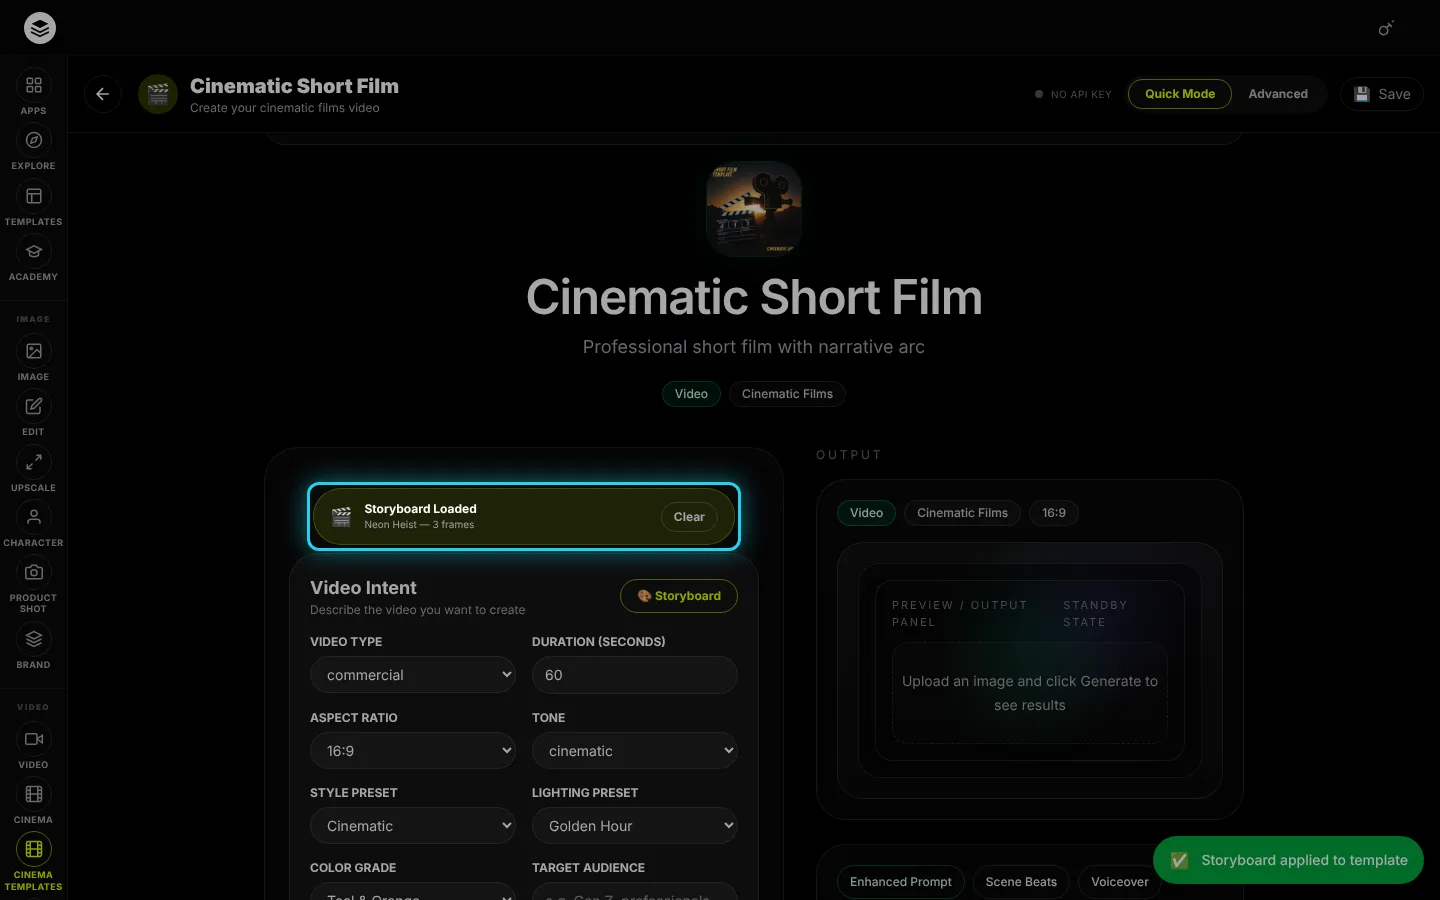 Cinematic Short Film
Create your cinematic films video
NO API KEY
Quick Mode
Advanced
Save
APPS
EXPLORE
TEMPLATES
ACADEMY
IMAGE
IMAGE
EDIT
UPSCALE
CHARACTER
PRODUCT
SHOT
BRAND
VIDEO
VIDEO
CINEMA
CINEMA
TEMPLATES
Cinematic Short Film
Professional short film with narrative arc
Video
Cinematic Films
Storyboard Loaded
Neon Heist — 3 frames
Clear
Video Intent
Describe the video you want to create
Storyboard
VIDEO TYPE
DURATION (SECONDS)
commercial
60
ASPECT RATIO
TONE
16:9
cinematic
STYLE PRESET
LIGHTING PRESET
Cinematic
Golden Hour
COLOR GRADE
TARGET AUDIENCE
OUTPUT
Video
Cinematic Films
16:9
PREVIEW / OUTPUT
PANEL
STANDBY
STATE
Upload an image and click Generate to
see results
Enhanced Prompt
Scene Beats
Voiceover
Storyboard applied to template